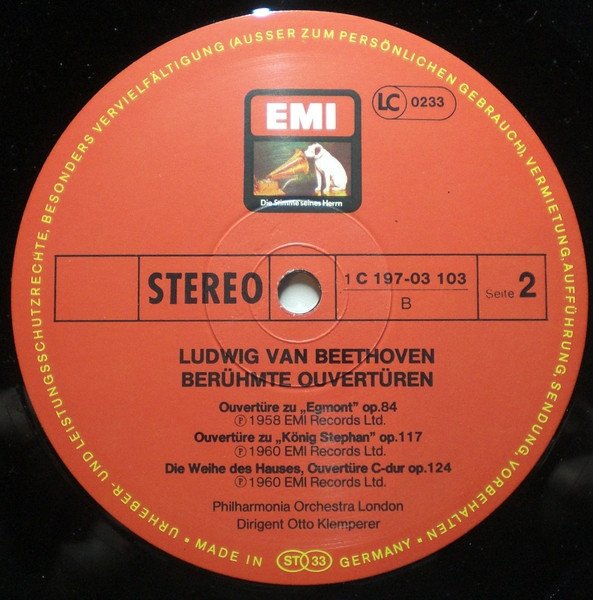 URHEBER- UND LEISTUNGSSCHUTZRECHTE, BESONDERS VERVIELFÄLTIGUNG (AUSSER ZUM PERSÖNLICHEN GEBRAUCH), VERMIETUNG, AUFFÜHRUNG, SENDUNG, VORBEHALTEN
EMI
Die Stimme seines Herrn
LC 0233
STEREO
1 C 197-03 103
B
Seite 2
LUDWIG VAN BEETHOVEN
BERÜHMTE OUVERTÜREN
Ouvertüre zu „Egmont” op.84
Ⓟ 1958 EMI Records Ltd.
Ouvertüre zu „König Stephan” op.117
Ⓟ 1960 EMI Records Ltd.
Die Weihe des Hauses, Ouvertüre C-dur op.124
Ⓟ 1960 EMI Records Ltd.
Philharmonia Orchestra London
Dirigent Otto Klemperer
• MADE IN ST 33 GERMANY •